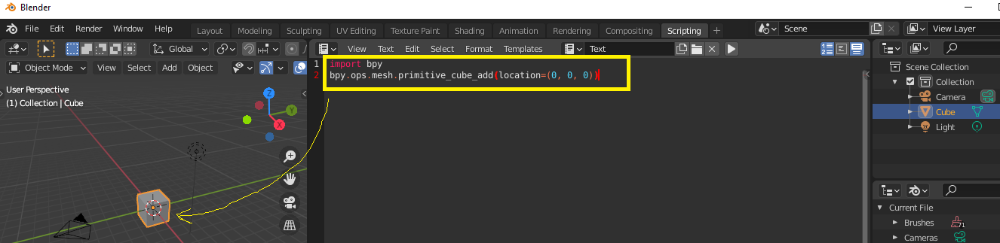 Blender
File Edit Render Window Help Layout Modeling Sculpting UV Editing Texture Paint Shading Animation Rendering Compositing Scripting + Scene View Layer
Global View Text Edit Select Format Templates Text
Object Mode View Select Add Object
1 import bpy
2 bpy.ops.mesh.primitive_cube_add(location=(0, 0, 0))
User Perspective
(1) Collection | Cube
Z
Y
X
Scene Collection
Collection
Camera
Cube
Light
Current File
Brushes 71
Cameras